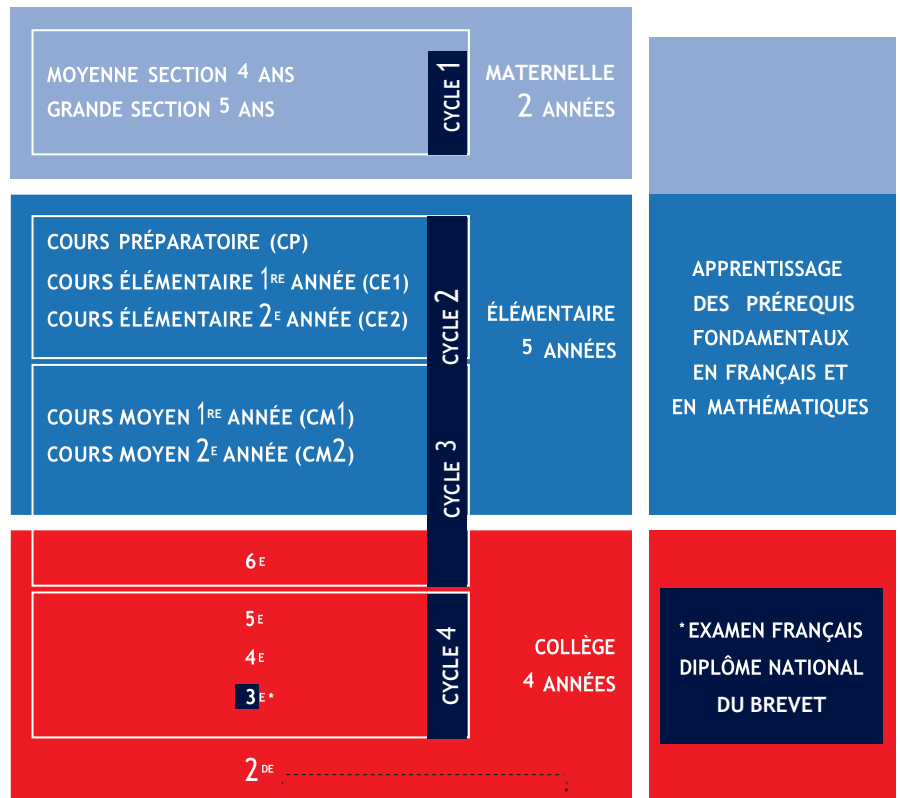 MOYENNE SECTION 4 ANS
GRANDE SECTION 5 ANS
CYCLE 1
MATERNELLE
2 ANNÉES
COURS PRÉPARATOIRE (CP)
COURS ÉLÉMENTAIRE 1RE ANNÉE (CE1)
COURS ÉLÉMENTAIRE 2E ANNÉE (CE2)
CYCLE 2
ÉLÉMENTAIRE
5 ANNÉES
COURS MOYEN 1RE ANNÉE (CM1)
COURS MOYEN 2E ANNÉE (CM2)
CYCLE 3
APPRENTISSAGE
DES PRÉREQUIS
FONDAMENTAUX
EN FRANÇAIS ET
EN MATHÉMATIQUES
6E
5E
4E
3E*
CYCLE 4
COLLÈGE
4 ANNÉES
2DE
*EXAMEN FRANÇAIS
DIPLÔME NATIONAL
DU BREVET